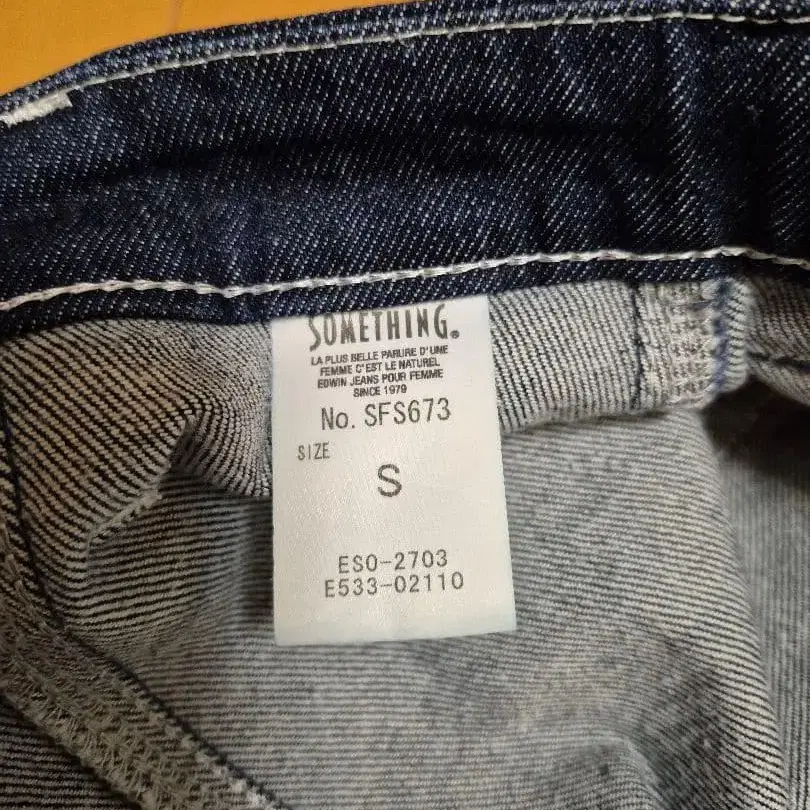 SOMETHING®
LA PLUS BELLE PARURE D'UNE
FEMME C'EST LE NATUREL
EDWIN JEANS POUR FEMME
SINCE 1979
No. SFS673
SIZE
S
ESO-2703
E533-02110